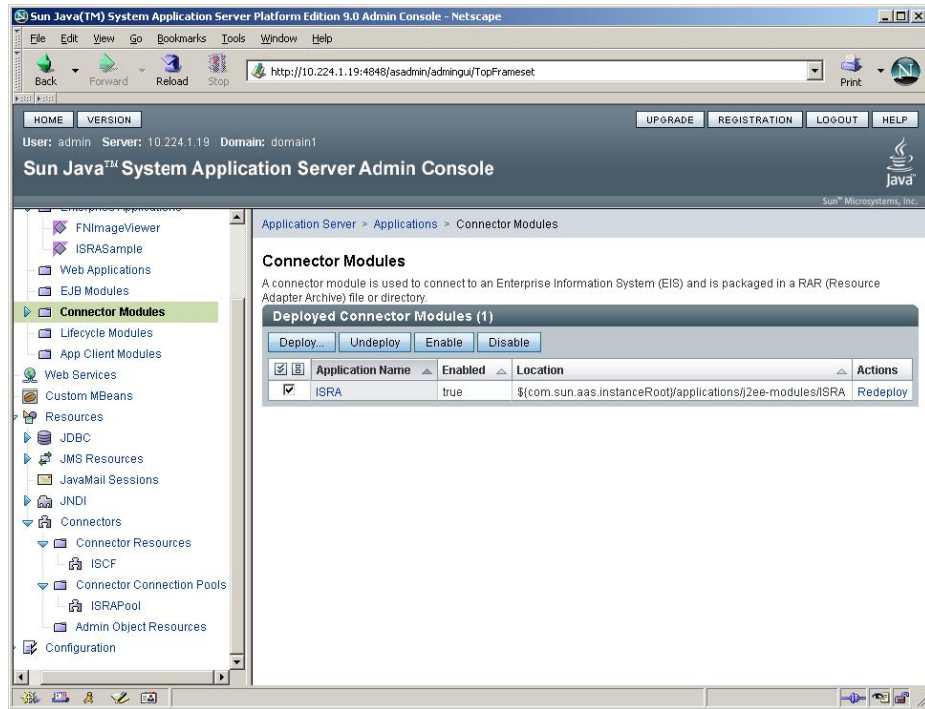 Sun Java(TM) System Application Server Platform Edition 9.0 Admin Console - Netscape
File Edit View Go Bookmarks Tools Window Help
Back Forward Reload Stop http://10.224.1.19:4848/asadmin/admingui/TopFrameset Print N
HOME VERSION UPGRADE REGISTRATION LOGOUT HELP
User: admin Server: 10.224.1.19 Domain: domain1
Sun Java™ System Application Server Admin Console
Java™
Sun™ Microsystems, Inc.
Enterprise Applications
FNImageViewer
ISRASample
Web Applications
EJB Modules
Connector Modules
Lifecycle Modules
App Client Modules
Web Services
Custom MBeans
Resources
JDBC
JMS Resources
JavaMail Sessions
JNDI
Connectors
Connector Resources
ISCF
Connector Connection Pools
ISRAPool
Admin Object Resources
Configuration
Application Server > Applications > Connector Modules
Connector Modules
A connector module is used to connect to an Enterprise Information System (EIS) and is packaged in a RAR (Resource
Adapter Archive) file or directory.
Deployed Connector Modules (1)
Deploy... Undeploy Enable Disable
Application Name Enabled Location Actions
ISRA true ${com.sun.aas.instanceRoot}/applications/j2ee-modules/ISRA Redeploy